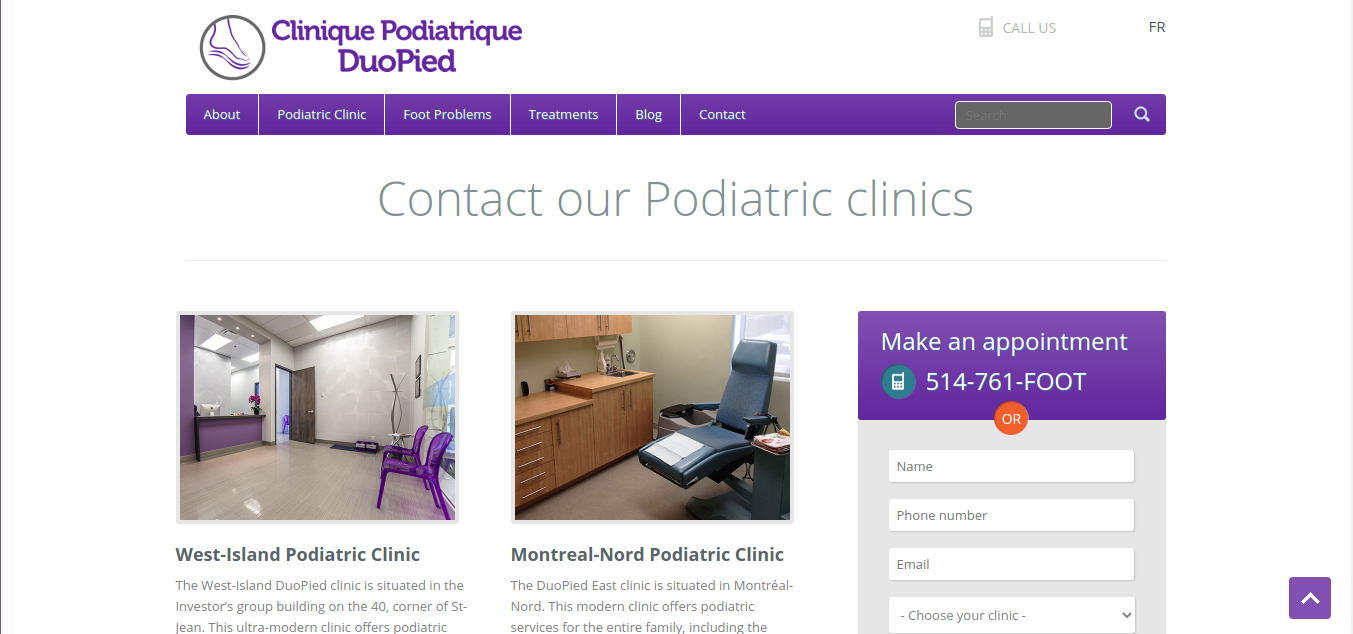 Clinique Podiatrique
DuoPied
CALL US
FR
About
Podiatric Clinic
Foot Problems
Treatments
Blog
Contact
Search
Contact our Podiatric clinics
Make an appointment
514-761-FOOT
OR
Name
Phone number
Email
- Choose your clinic -
West-Island Podiatric Clinic
The West-Island DuoPied clinic is situated in the
Investor’s group building on the 40, corner of St-
Jean. This ultra-modern clinic offers podiatric
Montreal-Nord Podiatric Clinic
The DuoPied East clinic is situated in Montréal-
Nord. This modern clinic offers podiatric
services for the entire family, including the